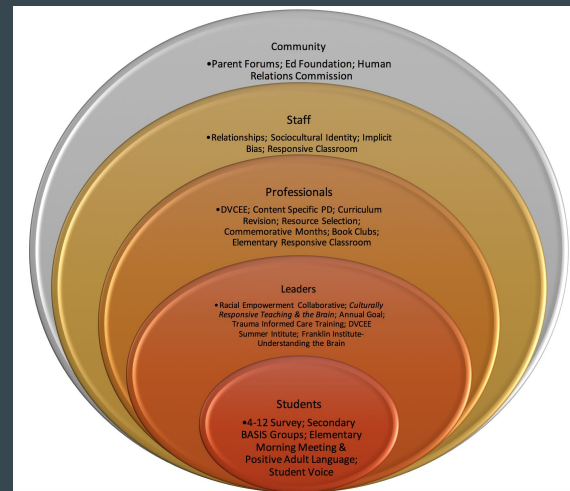 Community
•Parent Forums; Ed Foundation; Human
Relations Commission
Staff
•Relationships; Sociocultural Identity; Implicit
Bias; Responsive Classroom
Professionals
•DVCEE; Content Specific PD; Curriculum
Revision; Resource Selection;
Commemorative Months; Book Clubs;
Elementary Responsive Classroom
Leaders
•Racial Empowerment Collaborative; Culturally
Responsive Teaching & the Brain; Annual Goal;
Trauma Informed Care Training; DVCEE
Summer Intitute; Franklin Institute-
Understanding the Brain
Students
•4-12 Survey; Secondary
BASIS Groups; Elementary
Morning Meeting &
Positive Adult Language;
Student Voice